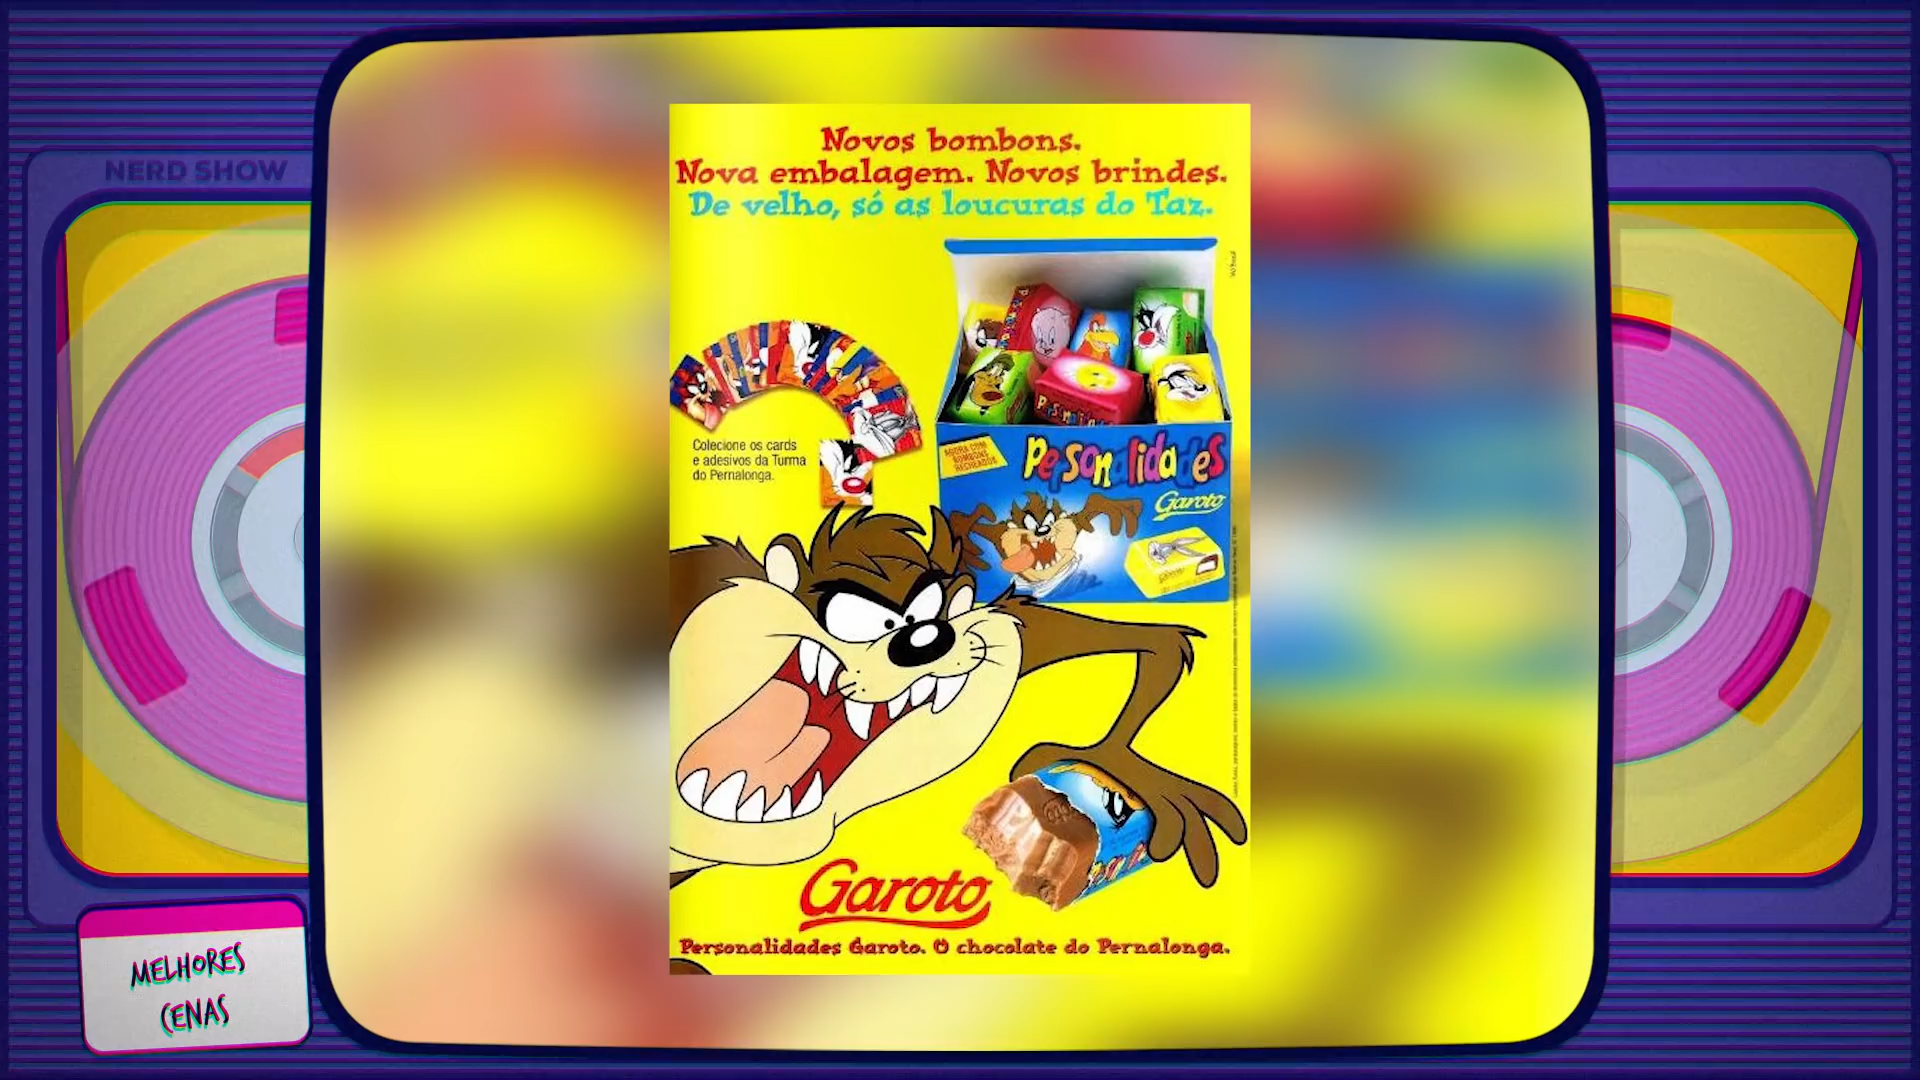 NERD SHOW
Novos bombons.
Nova embalagem. Novos brindes.
De velho, só as loucuras do Taz.
Colecione os cards
e adesivos da Turma
do Pernalonga.
AGORA COM
BOMBONS
RECHEADOS
Personalidades
Garoto
Garoto
Personalidades Garoto. O chocolate do Pernalonga.
MELHORES
CENAS